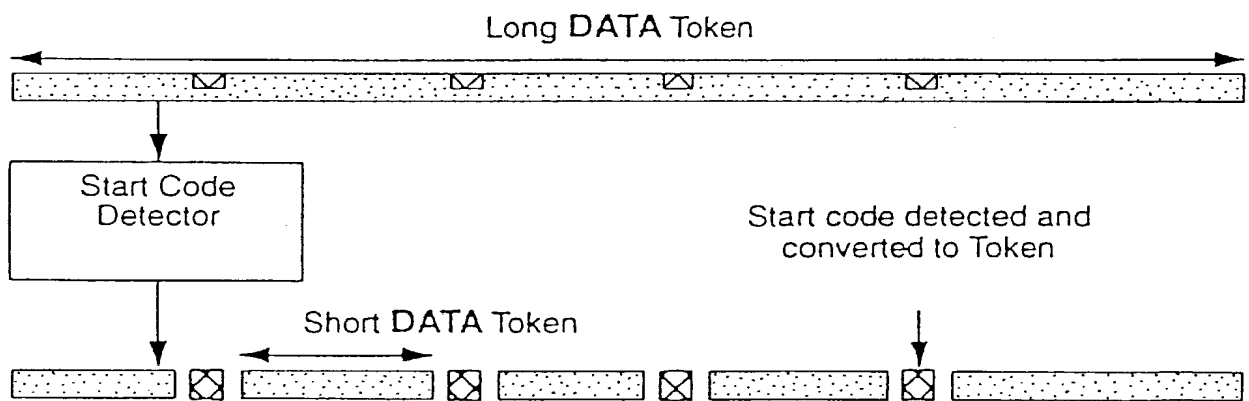 Long DATA Token
Start Code
Detector
Start code detected and
converted to Token
Short DATA Token